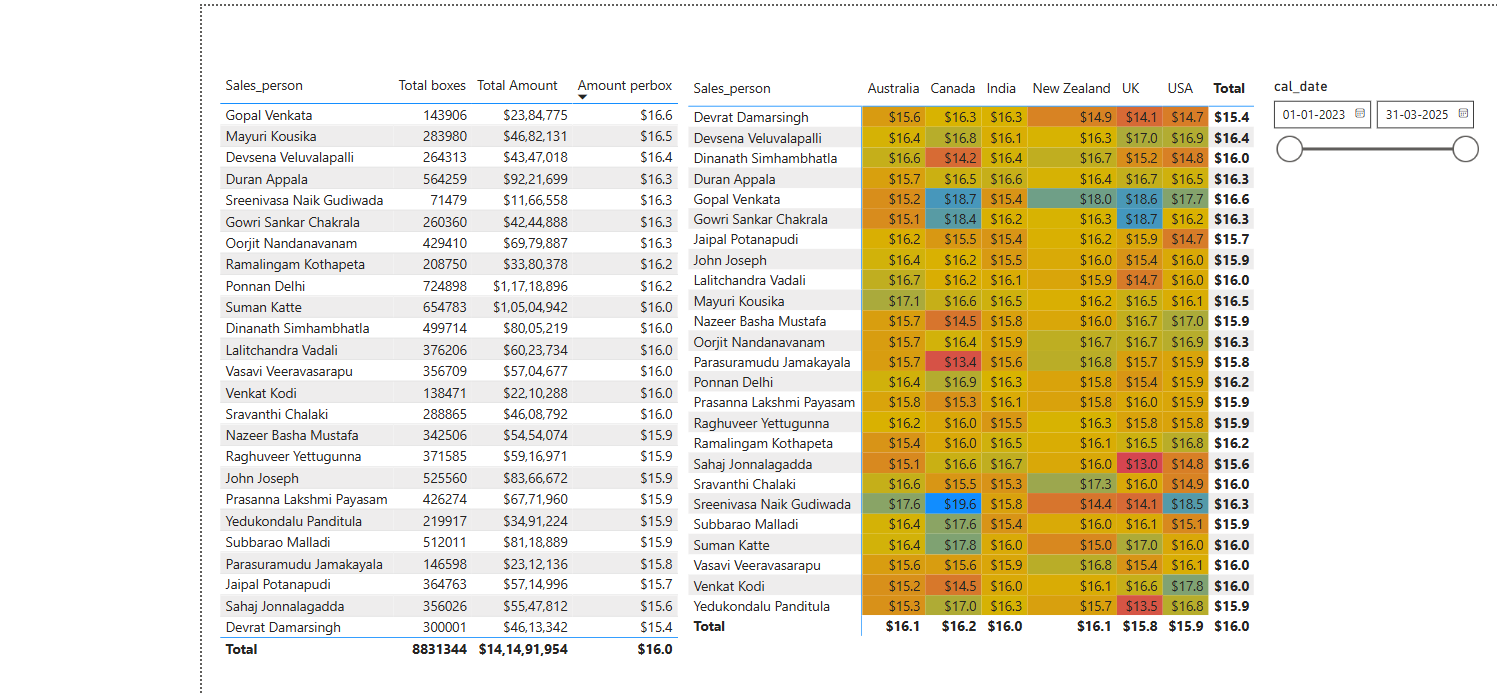 Sales_person Total boxes Total Amount Amount perbox
Gopal Venkata 143906 $23,84,775 $16.6
Mayuri Kousika 283980 $46,82,131 $16.5
Devsena Veluvalapalli 264313 $43,47,018 $16.4
Duran Appala 564259 $92,21,699 $16.3
Sreenivasa Naik Gudiwada 71479 $11,66,558 $16.3
Gowri Sankar Chakrala 260360 $42,44,888 $16.3
Oorjit Nandanavanam 429410 $69,79,887 $16.3
Ramalingam Kothapeta 208750 $33,80,378 $16.2
Ponnan Delhi 724898 $1,17,18,896 $16.2
Suman Katte 654783 $1,05,04,942 $16.0
Dinanath Simhambhatla 499714 $80,05,219 $16.0
Lalitchandra Vadali 376206 $60,23,734 $16.0
Vasavi Veeravasarapu 356709 $57,04,677 $16.0
Venkat Kodi 138471 $22,10,288 $16.0
Sravanthi Chalaki 288865 $46,08,792 $16.0
Nazeer Basha Mustafa 342506 $54,54,074 $15.9
Raghuveer Yettugunna 371585 $59,16,971 $15.9
John Joseph 525560 $83,66,672 $15.9
Prasanna Lakshmi Payasam 426274 $67,71,960 $15.9
Yedukondalu Panditula 219917 $34,91,224 $15.9
Subbarao Malladi 512011 $81,18,889 $15.9
Parasuramudu Jamakayala 146598 $23,12,136 $15.8
Jaipal Potanapudi 364763 $57,14,996 $15.7
Sahaj Jonnalagadda 356026 $55,47,812 $15.6
Devrat Damarsingh 300001 $46,13,342 $15.4
Total 8831344 $14,14,91,954 $16.0
Sales_person Australia Canada India New Zealand UK USA Total
Devrat Damarsingh $15.6 $16.3 $16.3 $14.9 $14.1 $14.7 $15.4
Devsena Veluvalapalli $16.4 $16.8 $16.1 $16.3 $17.0 $16.9 $16.4
Dinanath Simhambhatla $16.6 $14.2 $16.4 $16.7 $15.2 $14.8 $16.0
Duran Appala $15.7 $16.5 $16.6 $16.4 $16.7 $16.5 $16.3
Gopal Venkata $15.2 $18.7 $15.4 $18.0 $18.6 $17.7 $16.6
Gowri Sankar Chakrala $15.1 $18.4 $16.2 $16.3 $18.7 $16.2 $16.3
Jaipal Potanapudi $16.2 $15.5 $15.4 $16.2 $15.9 $14.7 $15.7
John Joseph $16.4 $16.2 $15.5 $16.0 $15.4 $16.0 $15.9
Lalitchandra Vadali $16.7 $16.2 $16.1 $15.9 $14.7 $16.0 $16.0
Mayuri Kousika $17.1 $16.6 $16.5 $16.2 $16.5 $16.1 $16.5
Nazeer Basha Mustafa $15.7 $14.5 $15.8 $16.0 $16.7 $17.0 $15.9
Oorjit Nandanavanam $15.7 $16.4 $15.9 $16.7 $16.7 $16.9 $16.3
Parasuramudu Jamakayala $15.7 $13.4 $15.6 $16.8 $15.7 $15.9 $15.8
Ponnan Delhi $16.4 $16.9 $16.3 $15.8 $15.4 $15.9 $16.2
Prasanna Lakshmi Payasam $15.8 $15.3 $16.1 $15.8 $16.0 $15.9 $15.9
Raghuveer Yettugunna $16.2 $16.0 $15.5 $16.3 $15.8 $15.8 $15.9
Ramalingam Kothapeta $15.4 $16.0 $16.5 $16.1 $16.5 $16.8 $16.2
Sahaj Jonnalagadda $15.1 $16.6 $16.7 $16.0 $13.0 $14.8 $15.6
Sravanthi Chalaki $16.6 $15.5 $15.3 $17.3 $16.0 $14.9 $16.0
Sreenivasa Naik Gudiwada $17.6 $19.6 $15.8 $14.4 $14.1 $18.5 $16.3
Subbarao Malladi $16.4 $17.6 $15.4 $16.0 $16.1 $15.1 $15.9
Suman Katte $16.4 $17.8 $16.0 $15.0 $17.0 $16.0 $16.0
Vasavi Veeravasarapu $15.6 $15.6 $15.9 $16.8 $15.4 $16.1 $16.0
Venkat Kodi $15.2 $14.5 $16.0 $16.1 $16.6 $17.8 $16.0
Yedukondalu Panditula $15.3 $17.0 $16.3 $15.7 $13.5 $16.8 $15.9
Total $16.1 $16.2 $16.0 $16.1 $15.8 $15.9 $16.0
cal_date
01-01-2023 31-03-2025